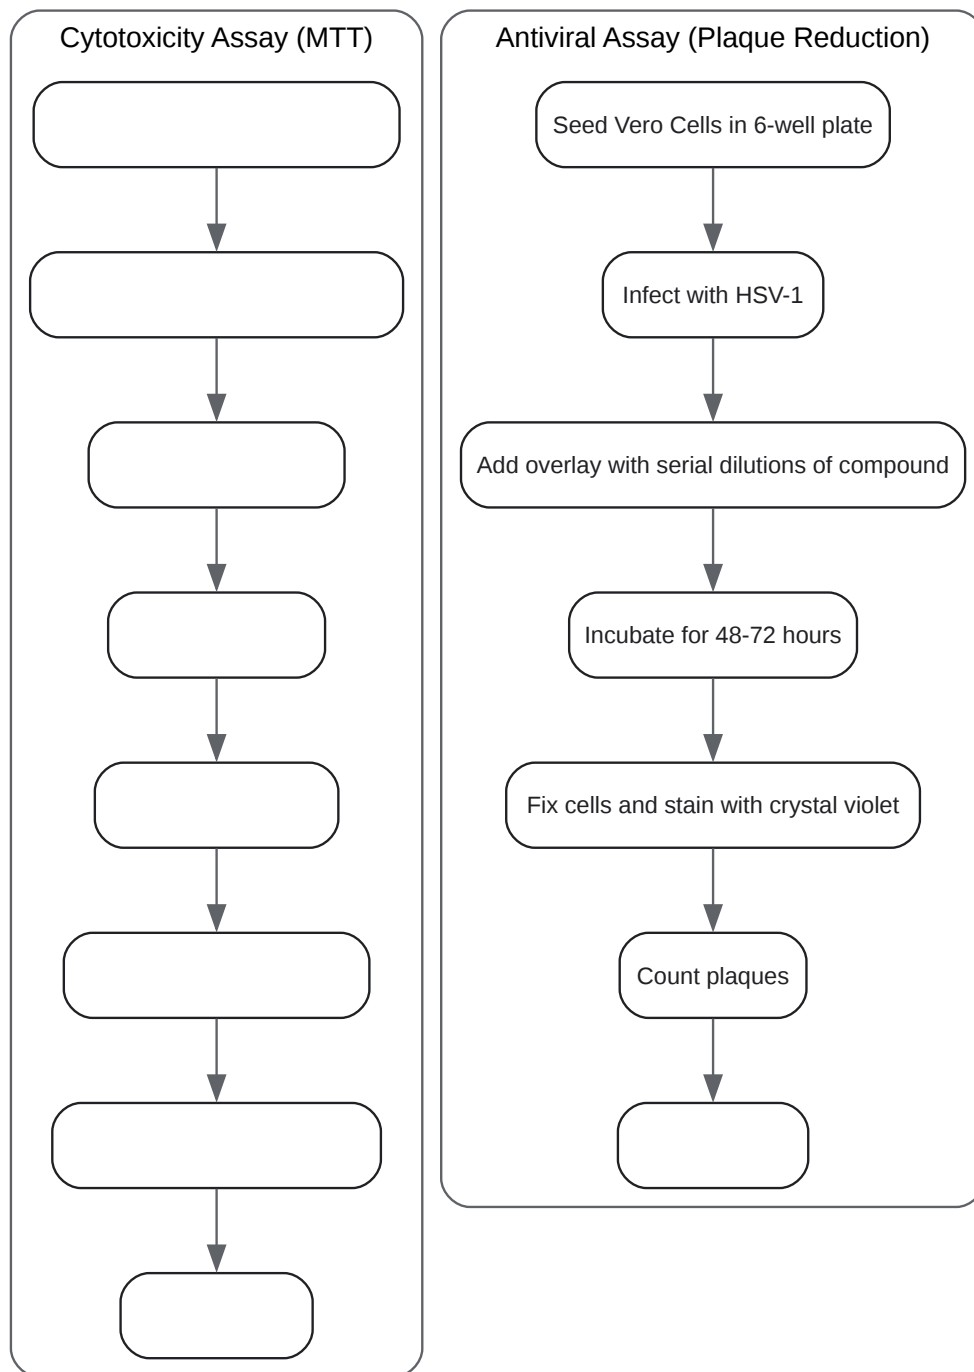 Cytotoxicity Assay (MTT)
Antiviral Assay (Plaque Reduction)
Seed Vero Cells in 6-well plate
Infect with HSV-1
Add overlay with serial dilutions of compound
Incubate for 48-72 hours
Fix cells and stain with crystal violet
Count plaques